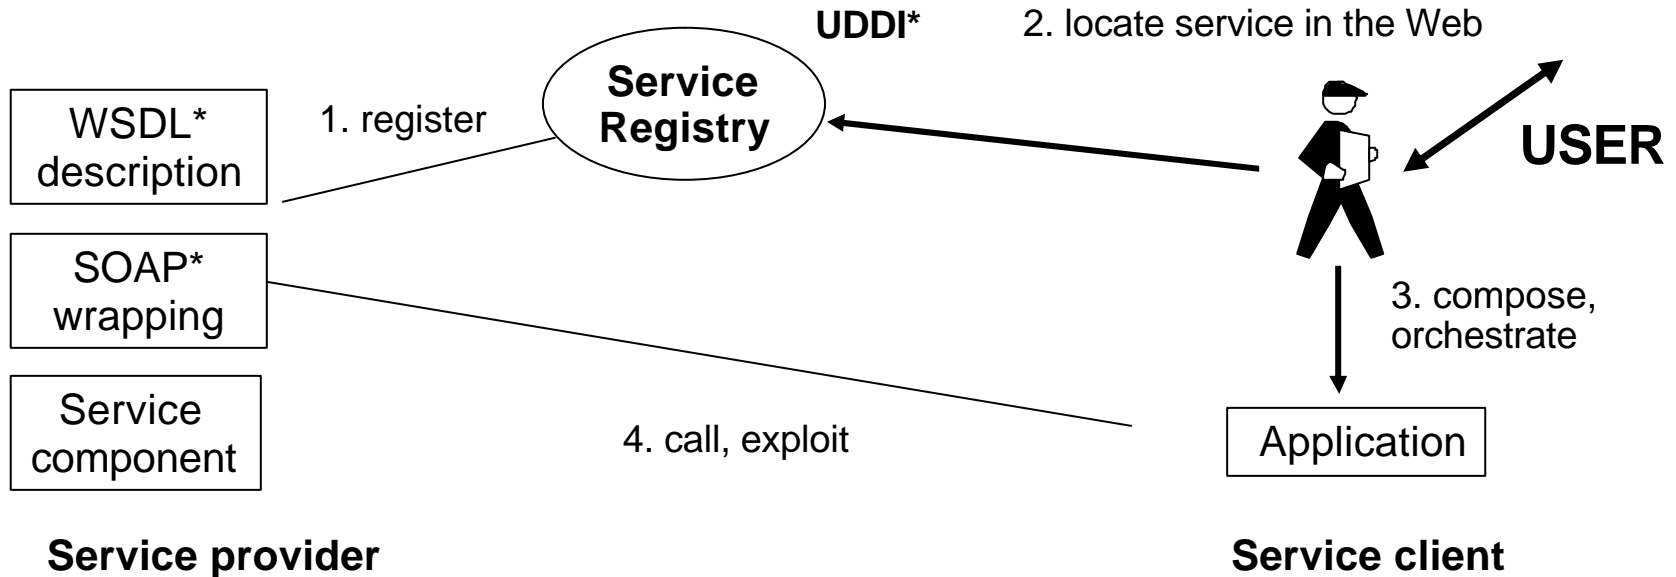 UDDI*
2. locate service in the Web
Service
Registry
WSDL*
description
1. register
USER
SOAP*
wrapping
3. compose,
orchestrate
Service
component
4. call, exploit
Application
Service provider
Service client